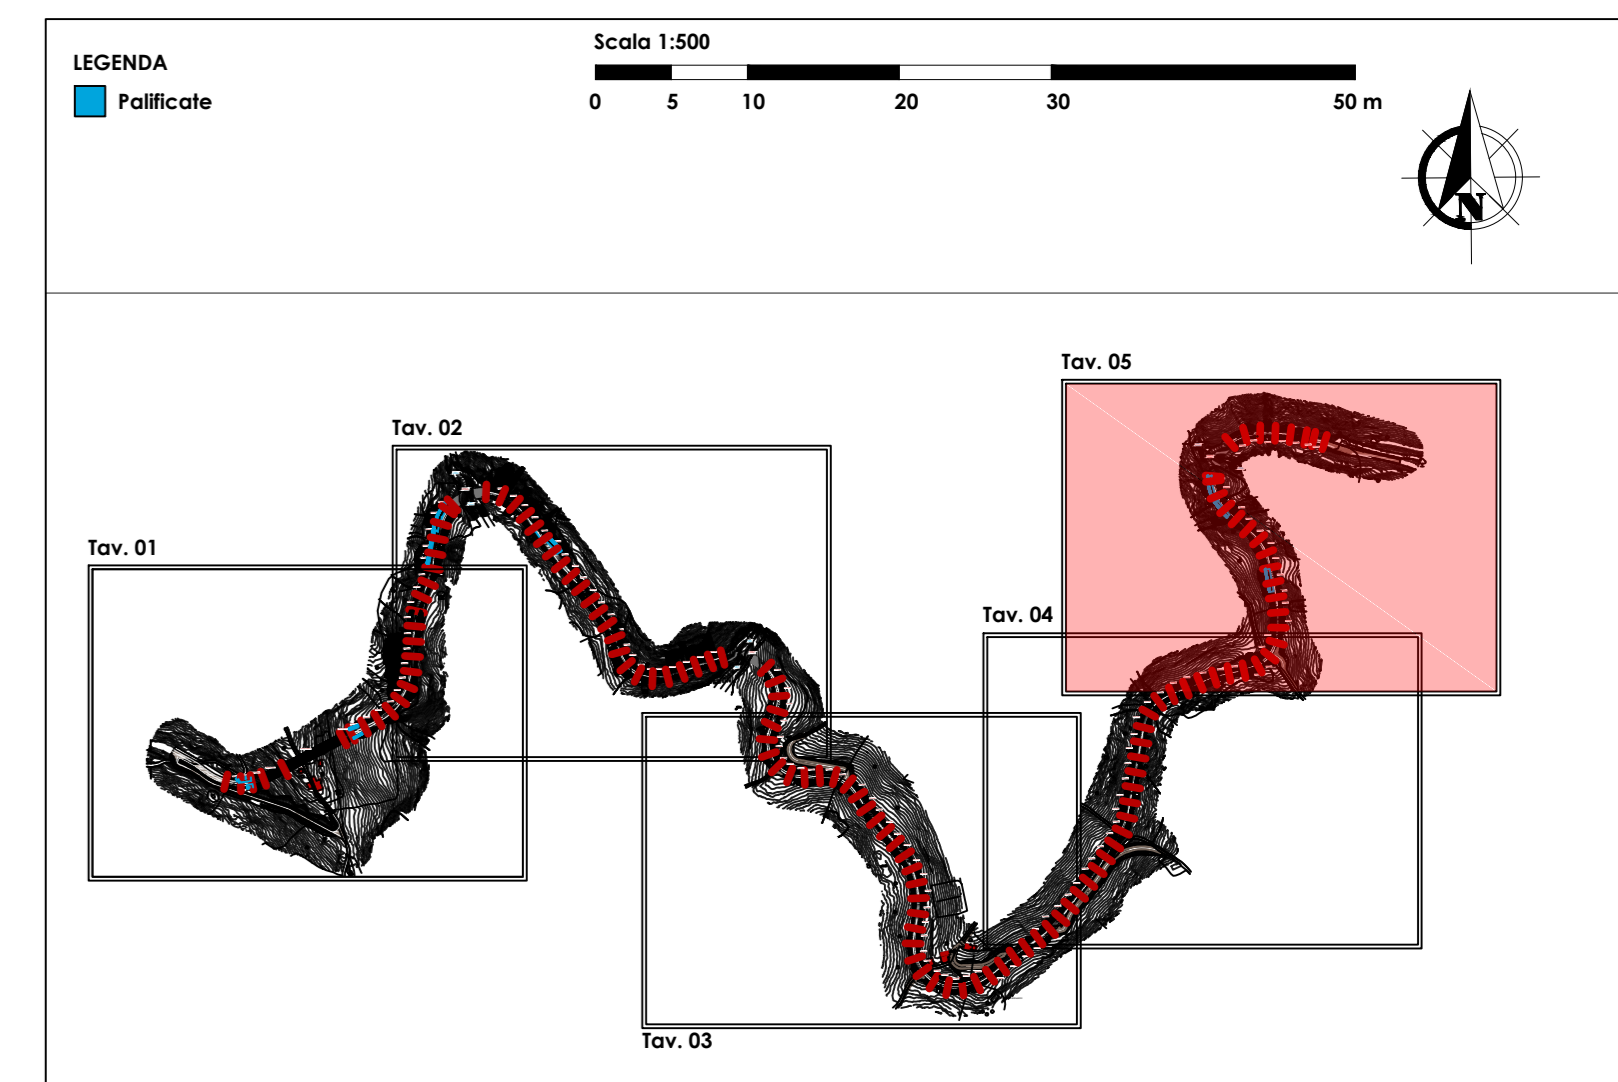 Scala 1:500
LEGENDA
Palificate
0 5 10 20 30 50 m
N
Tav. 05
Tav. 02
Tav. 01
Tav. 04
Tav. 03